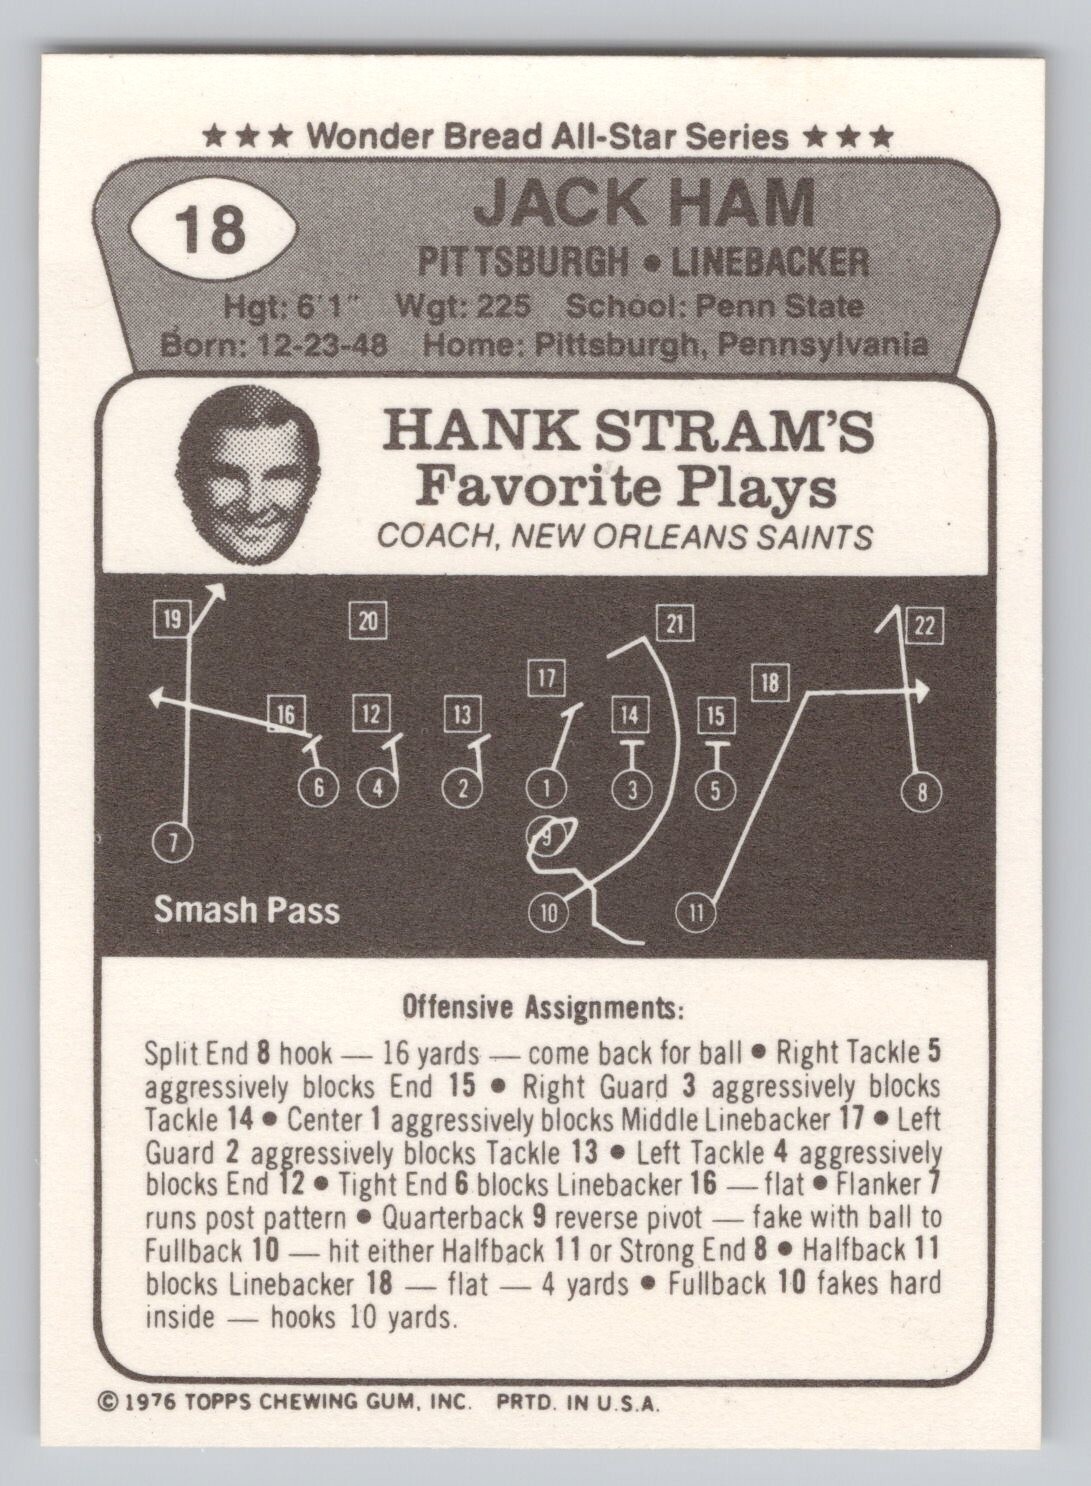 ★★★ Wonder Bread All-Star Series ★★★
18
JACK HAM
PITTSBURGH • LINEBACKER
Hgt: 6'1" Wgt: 225 School: Penn State
Born: 12-23-48 Home: Pittsburgh, Pennsylvania
HANK STRAM'S
Favorite Plays
COACH, NEW ORLEANS SAINTS
19 20 21 22
17 18
16 12 13 14 15
6 4 2 1 3 5 8
7 9
Smash Pass 10 11
Offensive Assignments:
Split End 8 hook — 16 yards — come back for ball • Right Tackle 5
aggressively blocks End 15 • Right Guard 3 aggressively blocks
Tackle 14 • Center 1 aggressively blocks Middle Linebacker 17 • Left
Guard 2 aggressively blocks Tackle 13 • Left Tackle 4 aggressively
blocks End 12 • Tight End 6 blocks Linebacker 16 — flat • Flanker 7
runs post pattern • Quarterback 9 reverse pivot — fake with ball to
Fullback 10 — hit either Halfback 11 or Strong End 8 • Halfback 11
blocks Linebacker 18 — flat — 4 yards • Fullback 10 fakes hard
inside — hooks 10 yards.
© 1976 TOPPS CHEWING GUM, INC. PRTD. IN U.S.A.